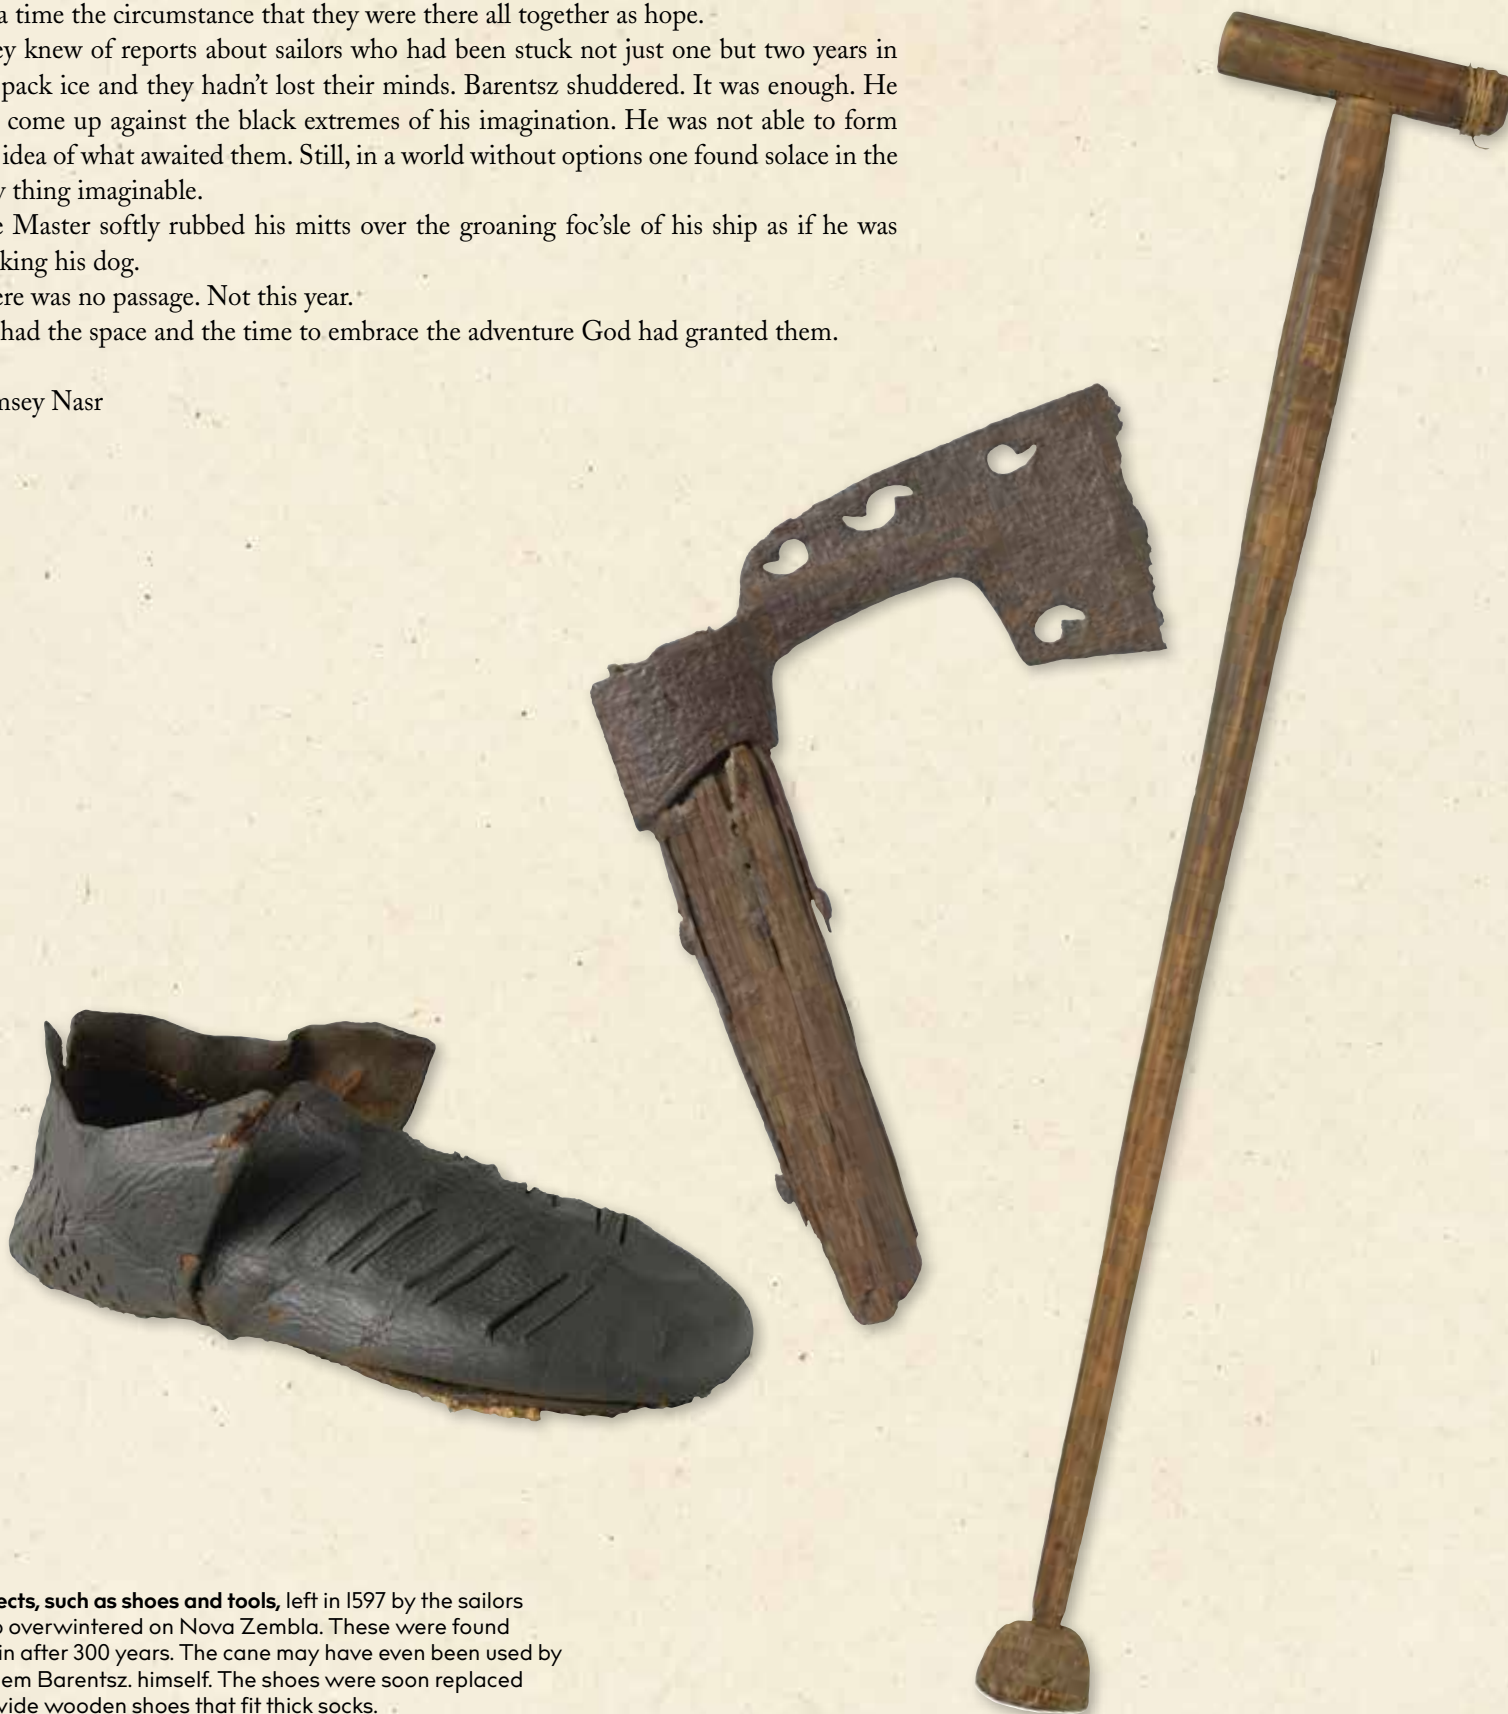 a time the circumstance that they were there all together as hope.
ey knew of reports about sailors who had been stuck not just one but two years in
pack ice and they hadn’t lost their minds. Barentsz shuddered. It was enough. He
come up against the black extremes of his imagination. He was not able to form
idea of what awaited them. Still, in a world without options one found solace in the
y thing imaginable.
e Master softly rubbed his mitts over the groaning foc’sle of his ship as if he was
king his dog.
ere was no passage. Not this year.
had the space and the time to embrace the adventure God had granted them.
msey Nasr
ects, such as shoes and tools, left in 1597 by the sailors
o overwintered on Nova Zembla. These were found
in after 300 years. The cane may have even been used by
em Barentsz. himself. The shoes were soon replaced
vide wooden shoes that fit thick socks.